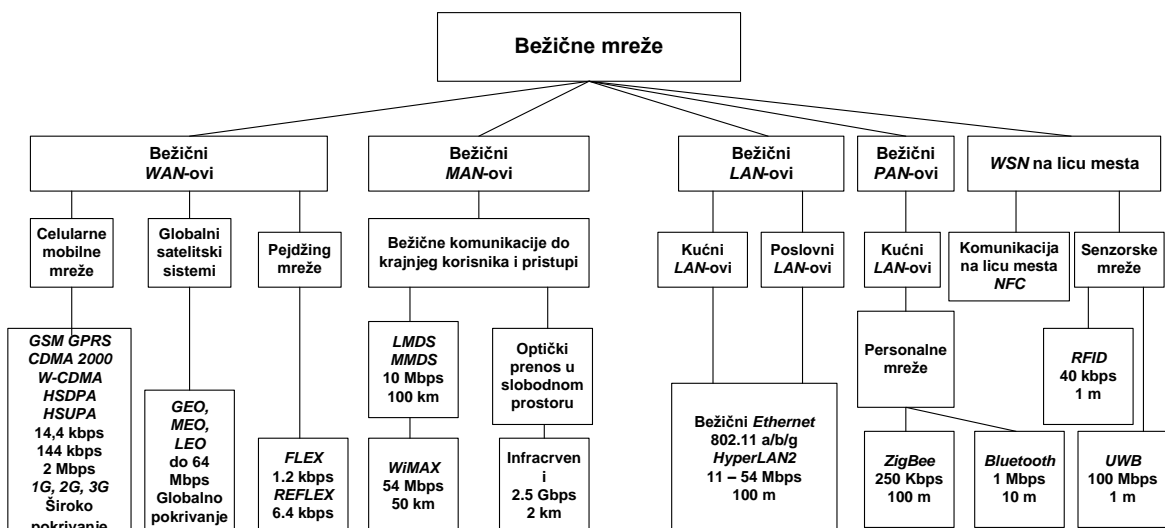 Bežične mreže
Bežični
WAN-ovi
Bežični
MAN-ovi
Bežični
LAN-ovi
Bežični
PAN-ovi
WSN na licu mesta
Celularne
mobilne
mreže
Globalni
satelitski
sistemi
Pejdžing
mreže
Bežične komunikacije do
krajnjeg korisnika i pristupi
Kućni
LAN-ovi
Poslovni
LAN-ovi
Kućni
LAN-ovi
Komunikacija
na licu mesta
NFC
Senzorske
mreže
GSM GPRS
CDMA 2000
W-CDMA
HSDPA
HSUPA
14,4 kbps
144 kbps
2 Mbps
1G, 2G, 3G
Široko
pokrivanje
GEO,
MEO,
LEO
do 64
Mbps
Globalno
pokrivanje
FLEX
1.2 kbps
REFLEX
6.4 kbps
LMDS
MMDS
10 Mbps
100 km
WiMAX
54 Mbps
50 km
Optički
prenos u
slobodnom
prostoru
Infracrven
i
2.5 Gbps
2 km
Bežični Ethernet
802.11 a/b/g
HyperLAN2
11 – 54 Mbps
100 m
Personalne
mreže
ZigBee
250 Kbps
100 m
Bluetooth
1 Mbps
10 m
RFID
40 kbps
1 m
UWB
100 Mbps
1 m